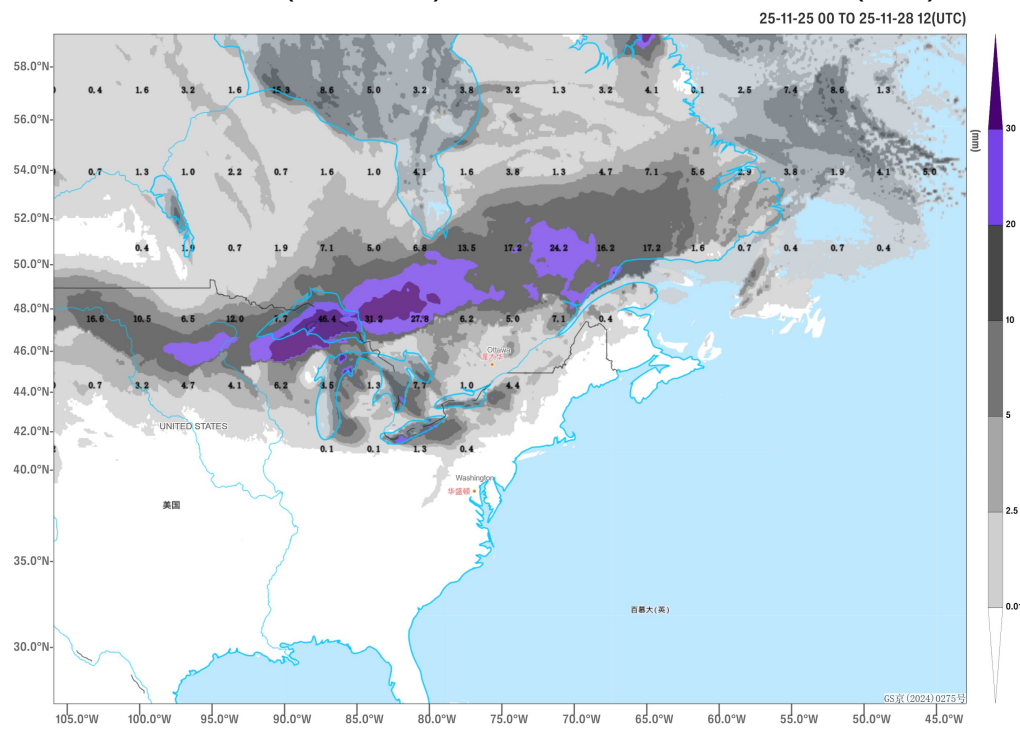 25-11-25 00 TO 25-11-28 12(UTC)
58.0°N
0.4 1.6 3.2 1.6 15.3 8.6 5.0 3.2 3.8 3.2 1.3 3.2 4.1 0.1 2.5 7.4 8.6 1.3
56.0°N
54.0°N
0.7 1.3 1.0 2.2 0.7 1.6 1.0 4.1 1.6 3.8 1.3 4.7 7.1 5.6 2.9 3.8 1.9 4.1 5.0
52.0°N
0.4 1.9 0.7 1.9 7.1 5.0 6.8 13.5 17.2 24.2 16.2 17.2 1.6 0.7 0.4 0.7 0.4
50.0°N
48.0°N
16.6 10.5 6.5 12.0 7.7 46.4 31.2 27.8 6.2 5.0 7.1 0.4
46.0°N
Ottawa
渥太华
0.7 3.2 4.7 4.1 6.2 1.5 1.3 7.7 1.0 4.4
44.0°N
42.0°N
UNITED STATES
0.1 0.1 1.3 0.4
40.0°N
Washington
华盛顿
美国
35.0°N
百慕大(英)
30.0°N
GS京(2024)0275号
105.0°W 100.0°W 95.0°W 90.0°W 85.0°W 80.0°W 75.0°W 70.0°W 65.0°W 60.0°W 55.0°W 50.0°W 45.0°W
(mm)
30
20
10
5
2.5
0.01